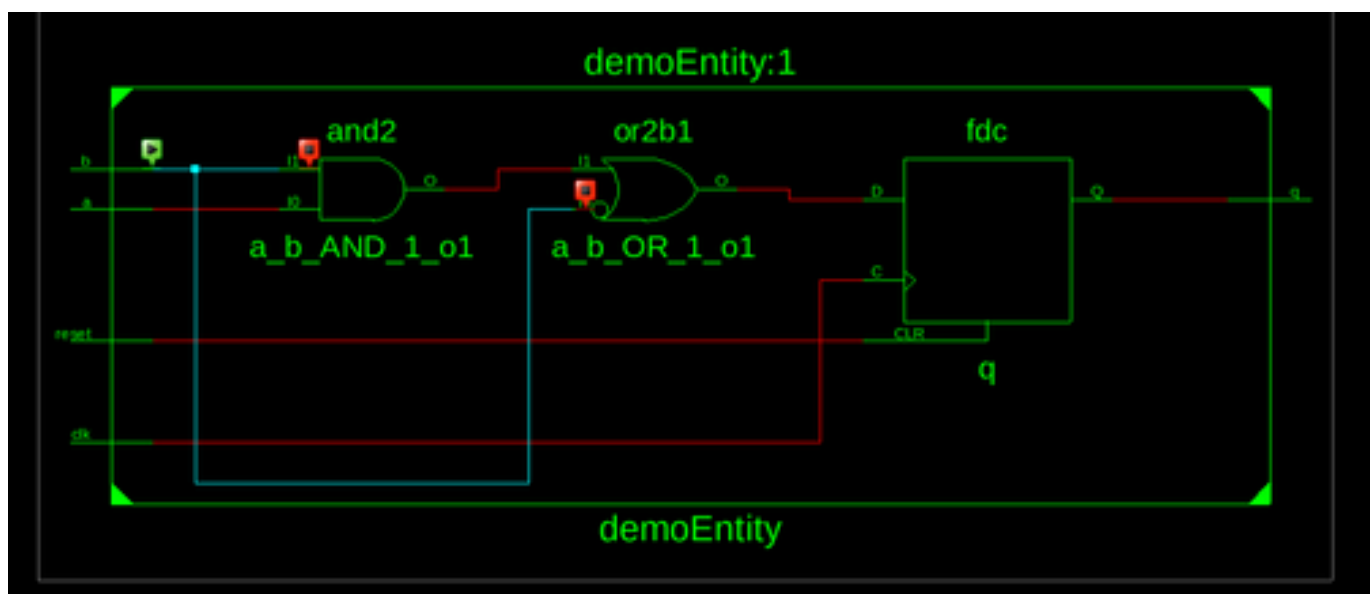 demoEntity:1
and2
or2b1
fdc
b
I1
O
I1
O
D
Q
q
a
I0
a_b_AND_1_o1
a_b_OR_1_o1
C
reset
CLR
q
clk
demoEntity